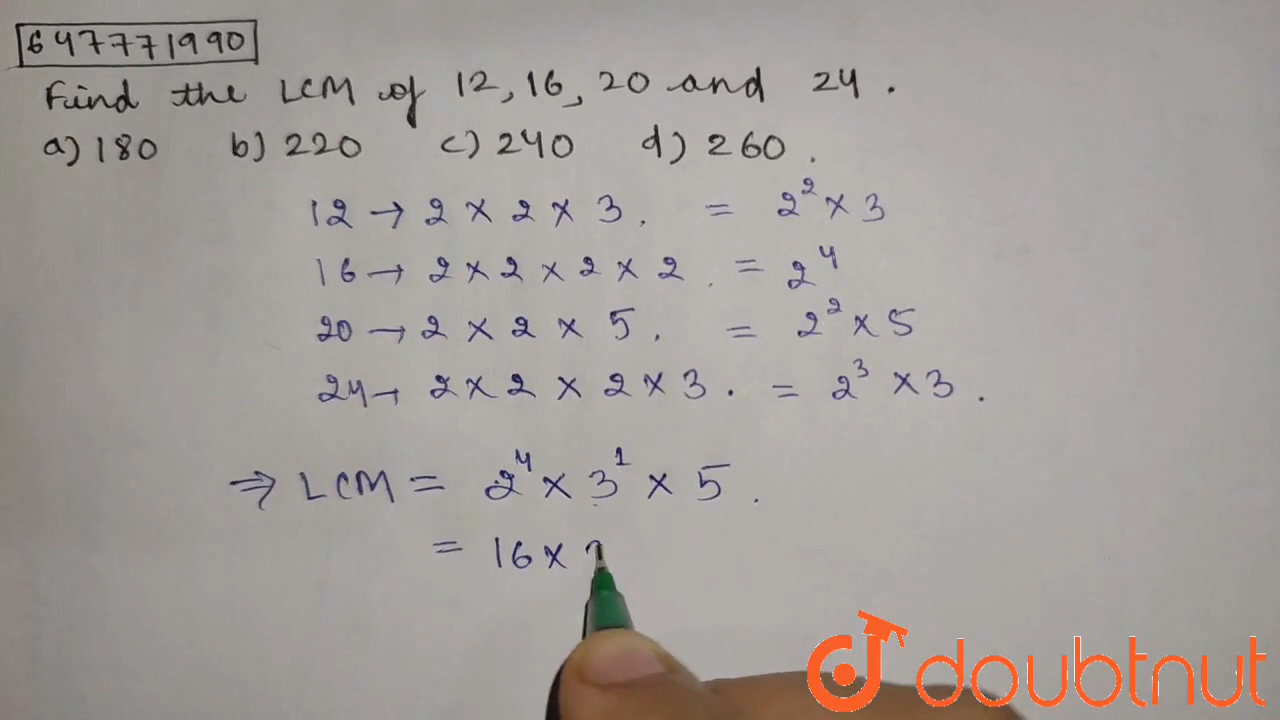 647771990
Find the LCM of 12, 16, 20 and 24.
a) 180 b) 220 c) 240 d) 260.
12 → 2 × 2 × 3. = 2² × 3
16 → 2 × 2 × 2 × 2. = 2⁴
20 → 2 × 2 × 5. = 2² × 5
24 → 2 × 2 × 2 × 3. = 2³ × 3.
⇒ LCM = 2⁴ × 3¹ × 5.
= 16 ×
doubtnut